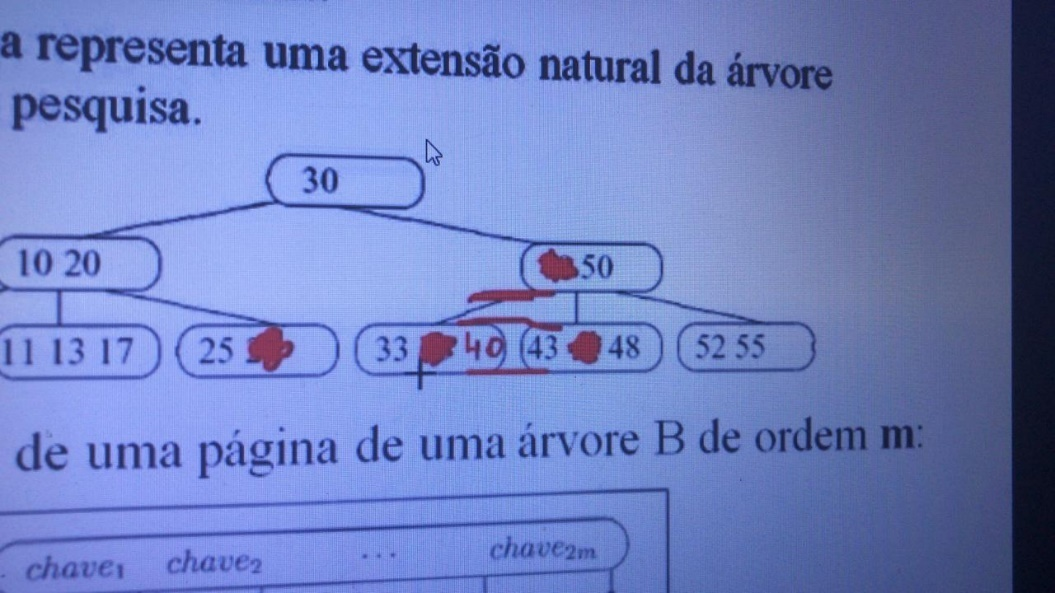 a representa uma extensão natural da árvore
pesquisa.
30
10 20
50
11 13 17
25
33 40
43 48
52 55
de uma página de uma árvore B de ordem m:
chave1 chave2 ... chave2m